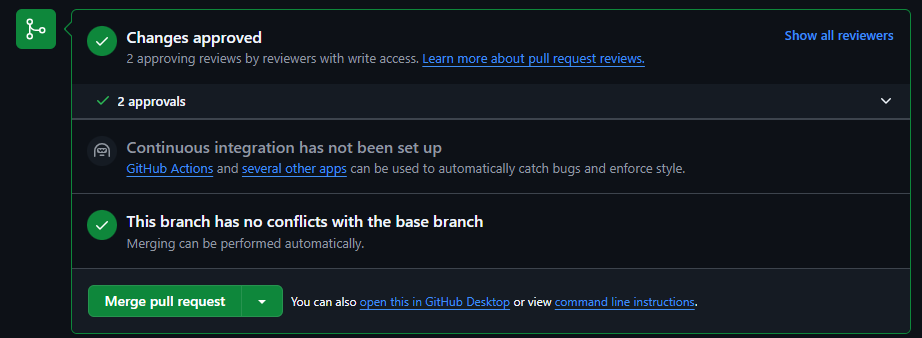 Changes approved
Show all reviewers
2 approving reviews by reviewers with write access. Learn more about pull request reviews.
2 approvals
Continuous integration has not been set up
GitHub Actions and several other apps can be used to automatically catch bugs and enforce style.
This branch has no conflicts with the base branch
Merging can be performed automatically.
Merge pull request
You can also open this in GitHub Desktop or view command line instructions.